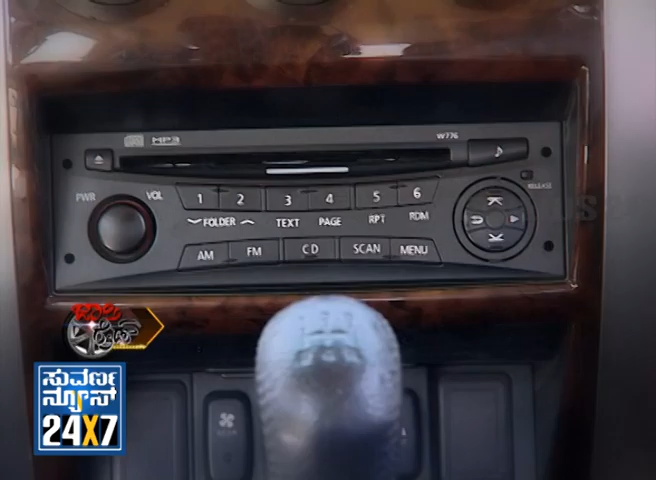 MP3
W776
PWR
VOL
1 2 3 4 5 6
RELEASE
FOLDER TEXT PAGE RPT RDM
AM FM CD SCAN MENU
ಸುವರ್ಣ
ನ್ಯೂಸ್
24X7